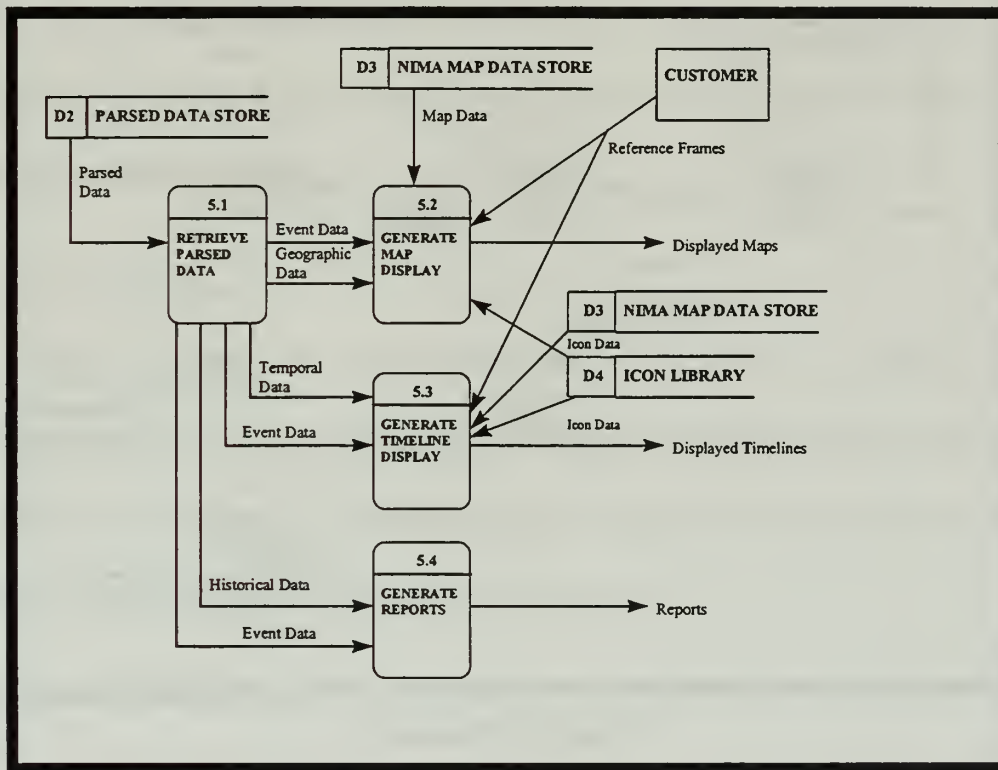 D3 NIMA MAP DATA STORE
CUSTOMER
D2 PARSED DATA STORE
Map Data
Reference Frames
Parsed
Data
5.1
RETRIEVE
PARSED
DATA
Event Data
Geographic
Data
5.2
GENERATE
MAP
DISPLAY
Displayed Maps
D3 NIMA MAP DATA STORE
Icon Data
D4 ICON LIBRARY
Temporal
Data
Event Data
5.3
GENERATE
TIMELINE
DISPLAY
Icon Data
Displayed Timelines
Historical Data
Event Data
5.4
GENERATE
REPORTS
Reports